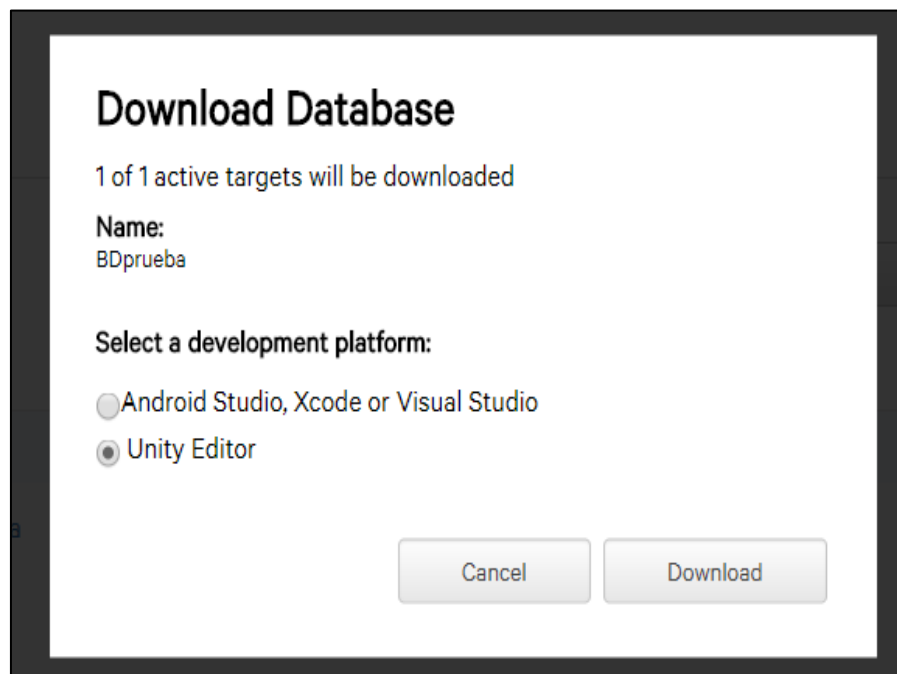 Download Database
1 of 1 active targets will be downloaded
Name:
BDprueba
Select a development platform:
Android Studio, Xcode or Visual Studio
Unity Editor
a
Cancel
Download